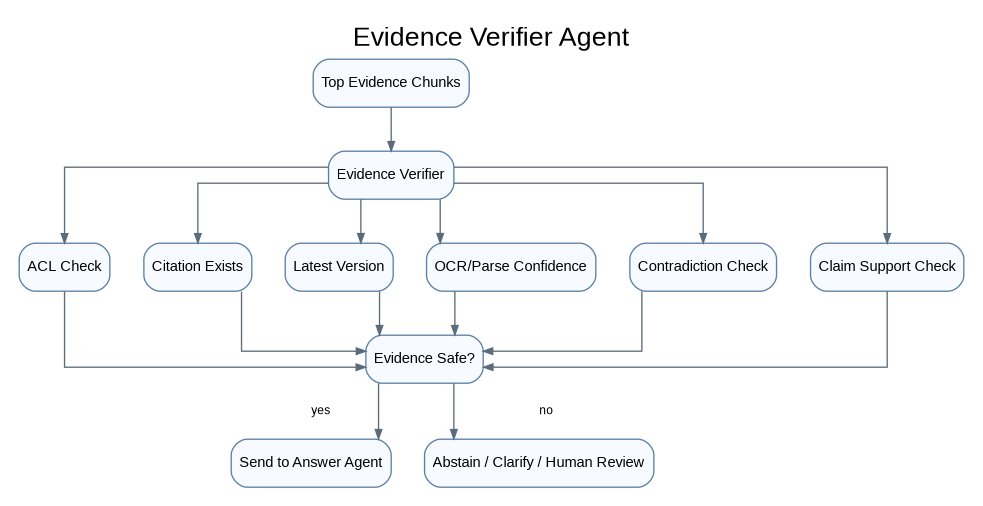 Evidence Verifier Agent
Top Evidence Chunks
Evidence Verifier
ACL Check
Citation Exists
Latest Version
OCR/Parse Confidence
Contradiction Check
Claim Support Check
Evidence Safe?
yes
no
Send to Answer Agent
Abstain / Clarify / Human Review